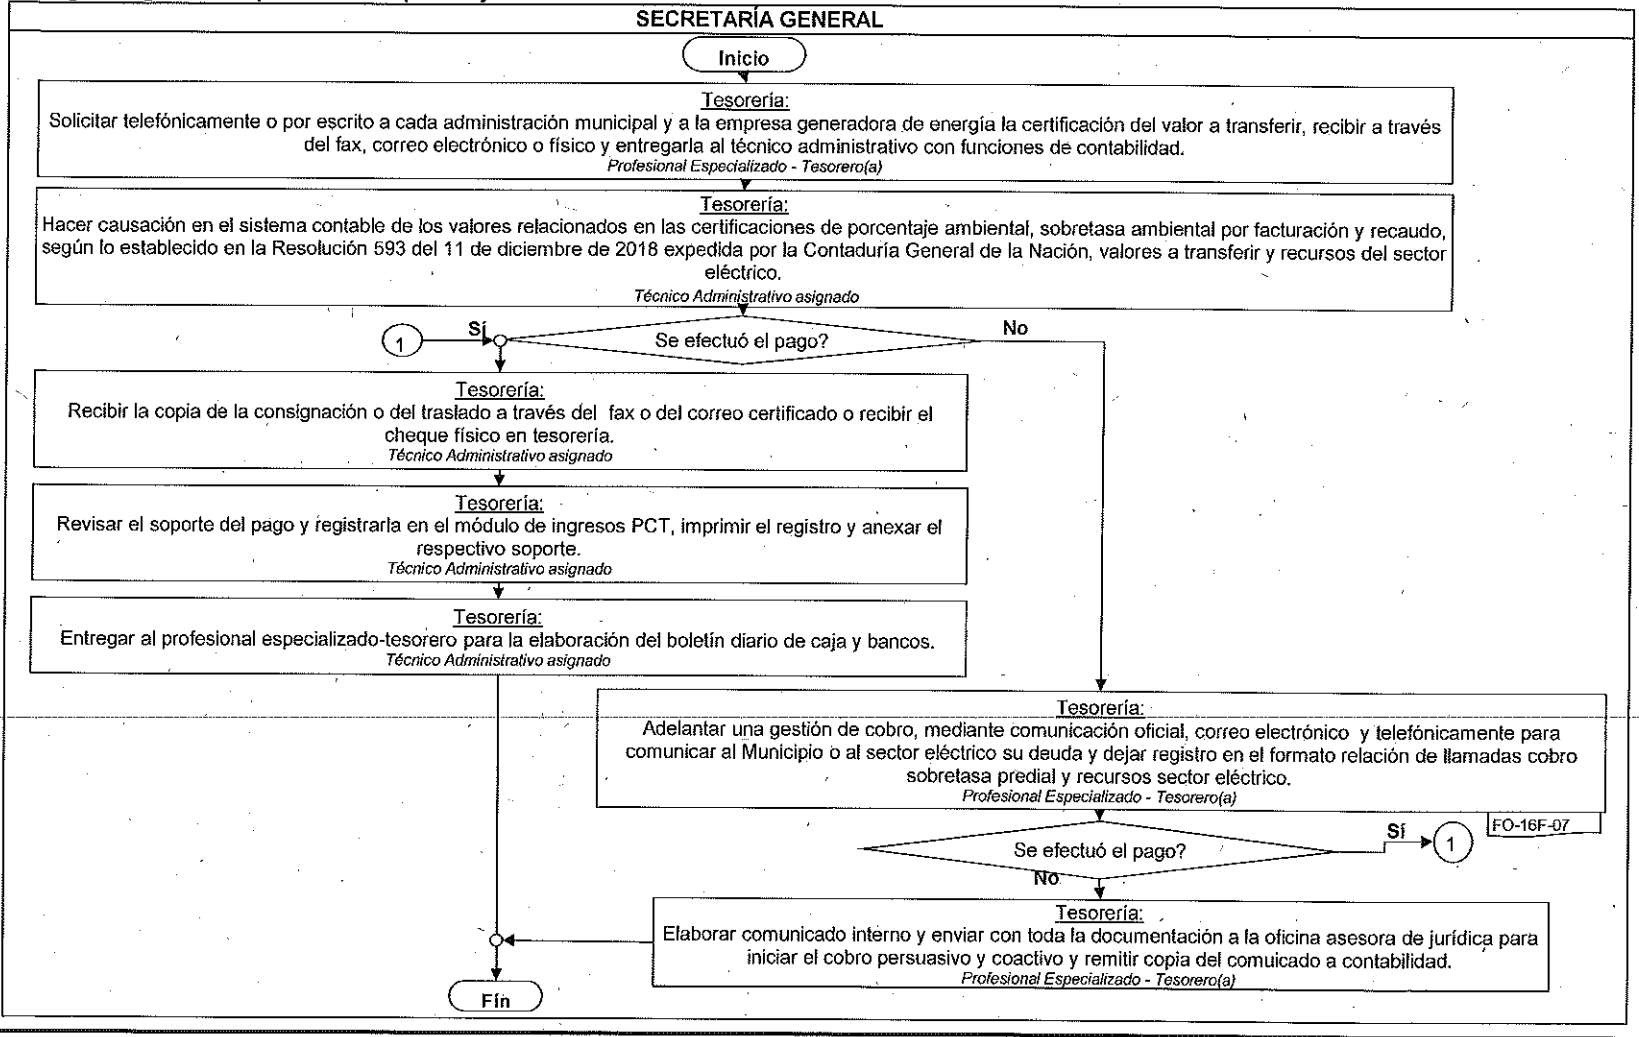 SECRETARÍA GENERAL
Inicio
Tesorería:
Solicitar telefónicamente o por escrito a cada administración municipal y a la empresa generadora de energía la certificación del valor a transferir, recibir a través
del fax, correo electrónico o físico y entregarla al técnico administrativo con funciones de contabilidad.
Profesional Especializado - Tesorero(a)
Tesorería:
Hacer causación en el sistema contable de los valores relacionados en las certificaciones de porcentaje ambiental, sobretasa ambiental por facturación y recaudo,
según lo establecido en la Resolución 593 del 11 de diciembre de 2018 expedida por la Contaduría General de la Nación, valores a transferir y recursos del sector
eléctrico.
Técnico Administrativo asignado
1
Sí
Se efectuó el pago?
No
Tesorería:
Recibir la copia de la consignación o del traslado a través del fax o del correo certificado o recibir el
cheque físico en tesorería.
Técnico Administrativo asignado
Tesorería:
Revisar el soporte del pago y registrarla en el módulo de ingresos PCT, imprimir el registro y anexar el
respectivo soporte.
Técnico Administrativo asignado
Tesorería:
Entregar al profesional especializado-tesorero para la elaboración del boletín diario de caja y bancos.
Técnico Administrativo asignado
Tesorería:
Adelantar una gestión de cobro, mediante comunicación oficial, correo electrónico y telefónicamente para
comunicar al Municipio o al sector eléctrico su deuda y dejar registro en el formato relación de llamadas cobro
sobretasa predial y recursos sector eléctrico.
Profesional Especializado - Tesorero(a)
FO-16F-07
Se efectuó el pago?
Sí
1
No
Tesorería:
Elaborar comunicado interno y enviar con toda la documentación a la oficina asesora de jurídica para
iniciar el cobro persuasivo y coactivo y remitir copia del comuicado a contabilidad.
Profesional Especializado - Tesorero(a)
Fín